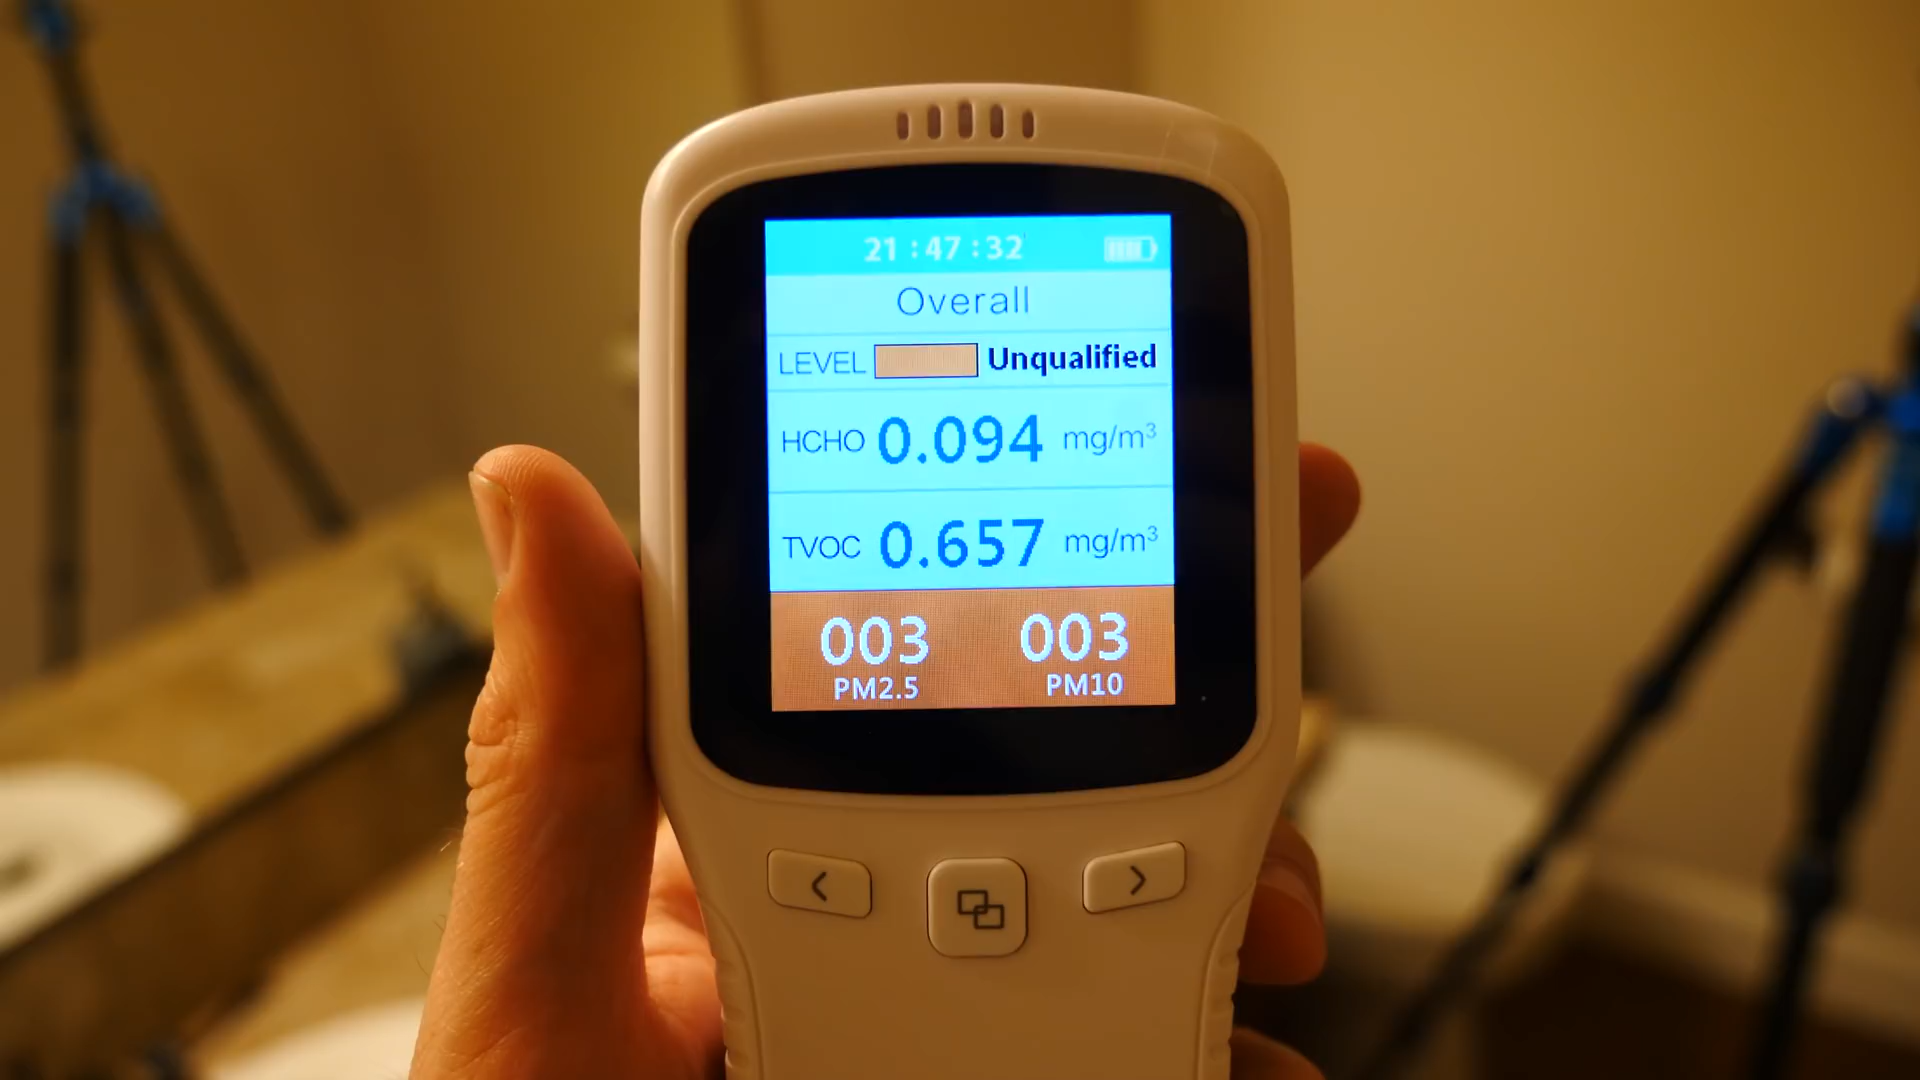 21:47:32
Overall
LEVEL Unqualified
HCHO 0.094 mg/m³
TVOC 0.657 mg/m³
003 003
PM2.5 PM10